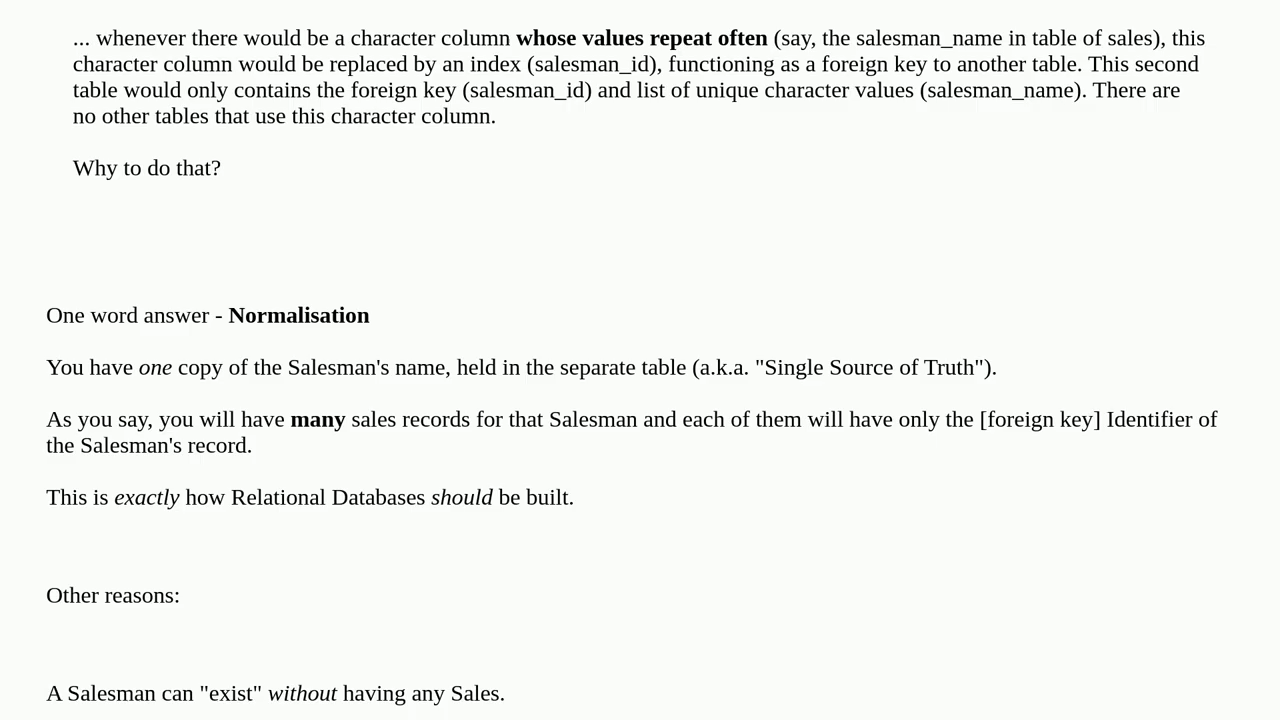 ... whenever there would be a character column whose values repeat often (say, the salesman_name in table of sales), this
character column would be replaced by an index (salesman_id), functioning as a foreign key to another table. This second
table would only contains the foreign key (salesman_id) and list of unique character values (salesman_name). There are
no other tables that use this character column.
Why to do that?
One word answer - Normalisation
You have one copy of the Salesman's name, held in the separate table (a.k.a. "Single Source of Truth").
As you say, you will have many sales records for that Salesman and each of them will have only the [foreign key] Identifier of
the Salesman's record.
This is exactly how Relational Databases should be built.
Other reasons:
A Salesman can "exist" without having any Sales.